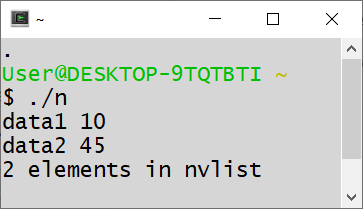 ~
.
User@DESKTOP-9TQTBTI ~
$ ./n
data1 10
data2 45
2 elements in nvlist